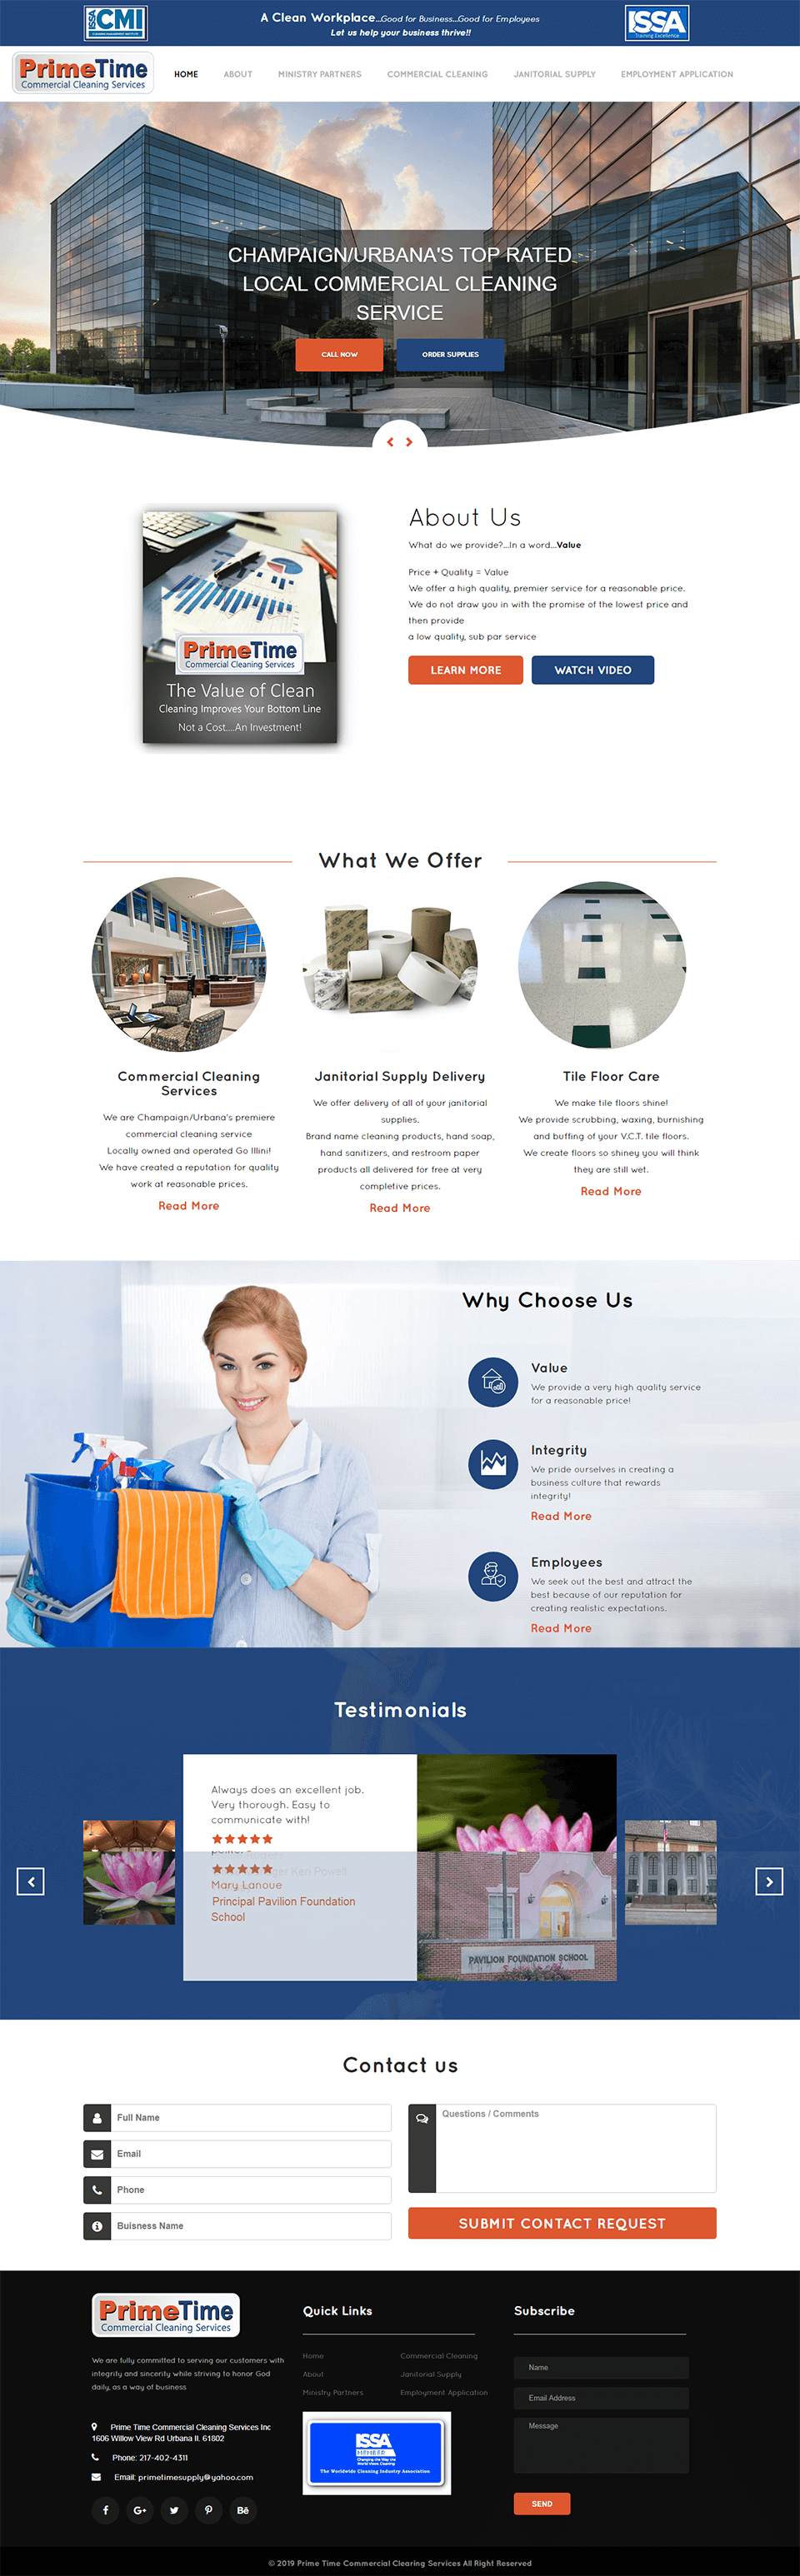 ISSA CMI
CLEANING MANAGEMENT INSTITUTE
A Clean Workplace...Good for Business...Good for Employees
Let us help your business thrive!!
ISSA
Training Excellence
PrimeTime
Commercial Cleaning Services
HOME ABOUT MINISTRY PARTNERS COMMERCIAL CLEANING JANITORIAL SUPPLY EMPLOYMENT APPLICATION
CHAMPAIGN/URBANA'S TOP RATED
LOCAL COMMERCIAL CLEANING
SERVICE
CALL NOW ORDER SUPPLIES
PrimeTime
Commercial Cleaning Services
The Value of Clean
Cleaning Improves Your Bottom Line
Not a Cost....An Investment!
About Us
What do we provide?...In a word...Value
Price + Quality = Value
We offer a high quality, premier service for a reasonable price.
We do not draw you in with the promise of the lowest price and
then provide
a low quality, sub par service
LEARN MORE WATCH VIDEO
What We Offer
Commercial Cleaning
Services
We are Champaign/Urbana's premiere
commercial cleaning service
Locally owned and operated Go Illini!
We have created a reputation for quality
work at reasonable prices.
Read More
Janitorial Supply Delivery
We offer delivery of all of your janitorial
supplies.
Brand name cleaning products, hand soap,
hand sanitizers, and restroom paper
products all delivered for free at very
completive prices.
Read More
Tile Floor Care
We make tile floors shine!
We provide scrubbing, waxing, burnishing
and buffing of your V.C.T. tile floors.
We create floors so shiney you will think
they are still wet.
Read More
Why Choose Us
Value
We provide a very high quality service
for a reasonable price!
Integrity
We pride ourselves in creating a
business culture that rewards
integrity!
Read More
Employees
We seek out the best and attract the
best because of our reputation for
creating realistic expectations.
Read More
Testimonials
Always does an excellent job.
Very thorough. Easy to
communicate with!
Ken Powell
Mary Lanoue
Principal Pavilion Foundation
School
PAVILION FOUNDATION SCHOOL
Contact us
Full Name
Email
Phone
Buisness Name
Questions / Comments
SUBMIT CONTACT REQUEST
PrimeTime
Commercial Cleaning Services
We are fully committed to serving our customers with
integrity and sincerity while striving to honor God
daily, as a way of business
Prime Time Commercial Cleaning Services Inc
1606 Willow View Rd Urbana Il. 61802
Phone: 217-402-4311
Email: primetimesupply@yahoo.com
Quick Links
Home Commercial Cleaning
About Janitorial Supply
Ministry Partners Employment Application
ISSA
MEMBER
Changing the Way the
World Views Cleaning
The Worldwide Cleaning Industry Association
Subscribe
Name
Email Address
Message
SEND
© 2019 Prime Time Commercial Clearing Services All Right Reserved